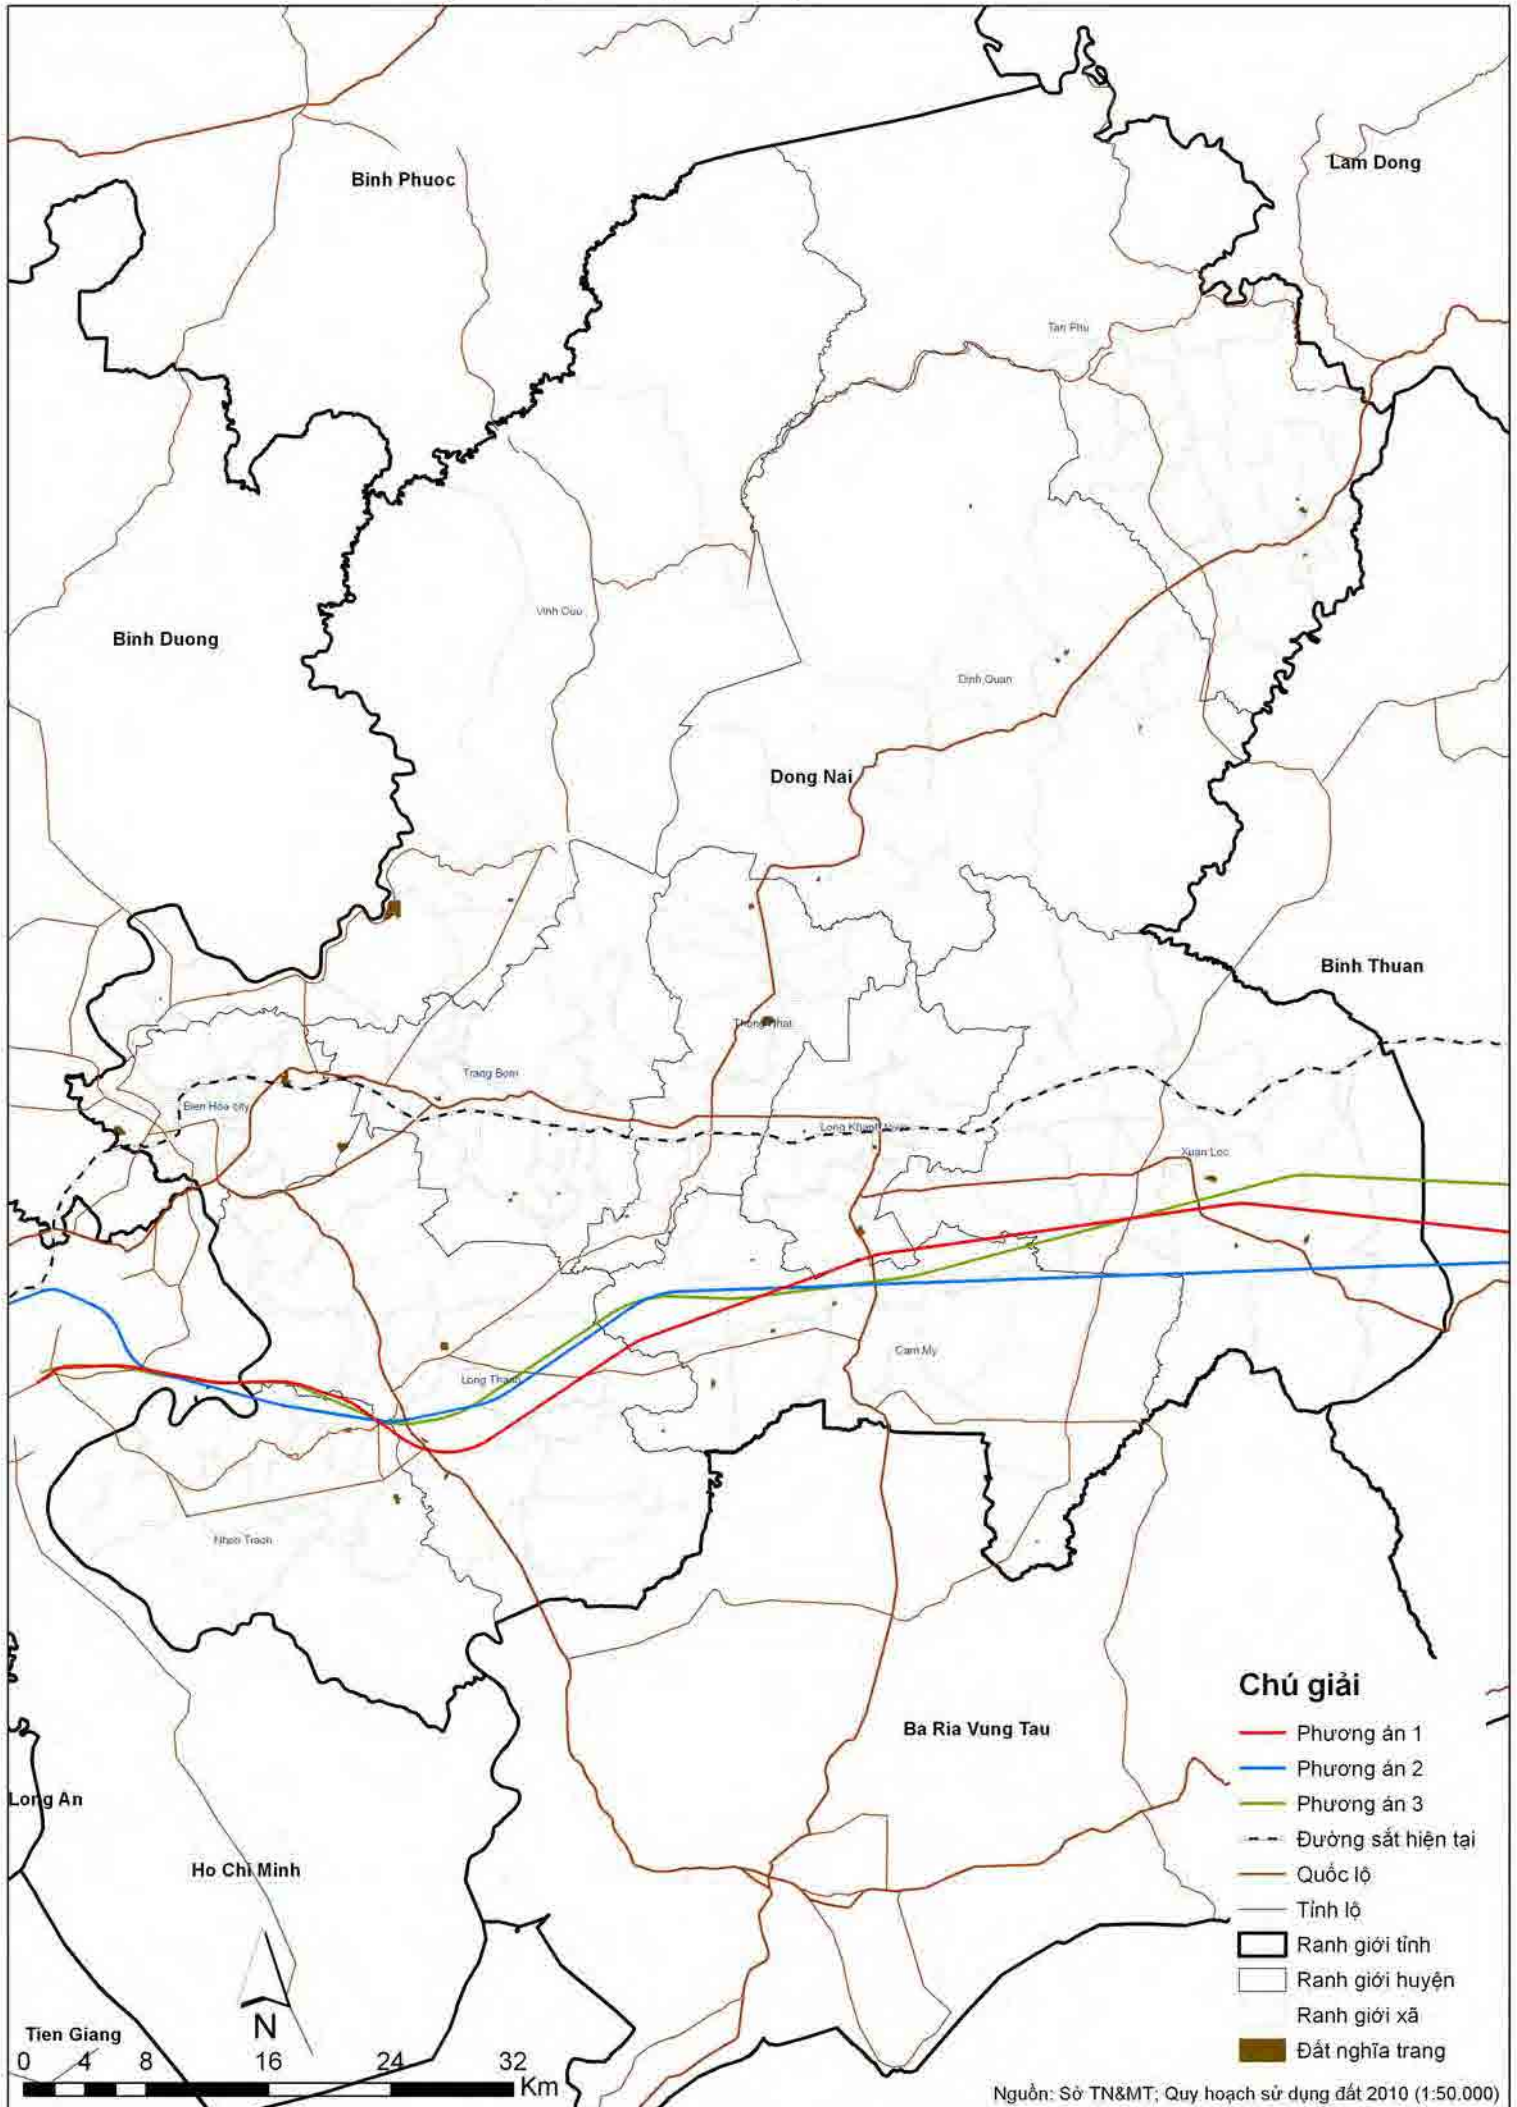 Lam Dong
Binh Phuoc
Tan Phu
Vinh Cuu
Binh Duong
Dinh Quan
Dong Nai
Binh Thuan
Thong Nhat
Trang Bom
Bien Hoa city
Long Khanh
Xuan Loc
Cam My
Long Thanh
Nhon Trach
Chú giải
Ba Ria Vung Tau
Phương án 1
Phương án 2
Phương án 3
Long An
Đường sắt hiện tại
Ho Chi Minh
Quốc lộ
Tỉnh lộ
Ranh giới tỉnh
Ranh giới huyện
Ranh giới xã
N
Tien Giang
Đất nghĩa trang
0 4 8 16 24 32
Km
Nguồn: Sở TN&MT; Quy hoạch sử dụng đất 2010 (1:50.000)